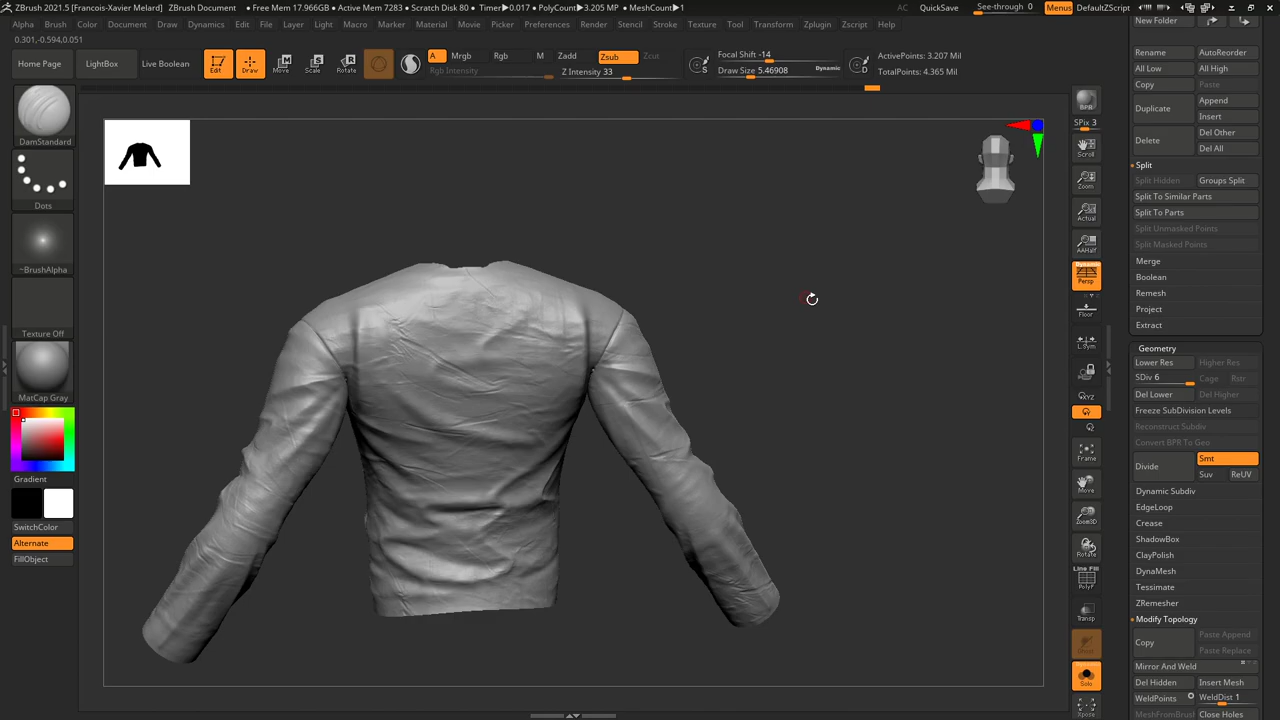 ZBrush 2021.5 [Francois-Xavier Melard] ZBrush Document • Free Mem 17.966GB • Active Mem 7283 • Scratch Disk 80 • Timer▶0.017 • PolyCount▶3.205 MP • MeshCount▶1 AC QuickSave See-through 0 Menus DefaultZScript
Alpha Brush Color Document Draw Dynamics Edit File Layer Light Macro Marker Material Movie Picker Preferences Render Stencil Stroke Texture Tool Transform Zplugin Zscript Help
0.301,-0.594,0.051
Home Page LightBox Live Boolean Edit Draw Move Scale Rotate A Mrgb Rgb M Zadd Zsub Zcut
Rgb Intensity Z Intensity 33
Focal Shift -14
Draw Size 5.46908 Dynamic
S D
ActivePoints: 3.207 Mil
TotalPoints: 4.365 Mil
DamStandard
Dots
~BrushAlpha
Texture Off
MatCap Gray
Gradient
SwitchColor
Alternate
FillObject
BPR
SPix 3
Scroll
Zoom
Actual
AAHalf
Dynamic
Persp
Floor
L.Sym
Frame
Move
Zoom3D
Rotate
Line Fill
PolyF
Transp
Ghost
Dynamic
Solo
Xpose
New Folder
Rename AutoReorder
All Low All High
Copy Paste
Duplicate Append
Insert
Delete Del Other
Del All
Split
Split Hidden Groups Split
Split To Similar Parts
Split To Parts
Split Unmasked Points
Split Masked Points
Merge
Boolean
Remesh
Project
Extract
Geometry
Lower Res Higher Res
SDiv 6 Cage Rstr
Del Lower Del Higher
Freeze SubDivision Levels
Reconstruct Subdiv
Convert BPR To Geo
Divide Smt
Suv ReUV
Dynamic Subdiv
EdgeLoop
Crease
ShadowBox
ClayPolish
DynaMesh
Tessimate
ZRemesher
Modify Topology
Copy Paste Append
Paste Replace
Mirror And Weld
Del Hidden Insert Mesh
WeldPoints WeldDist 1
MeshFromBrush Close Holes